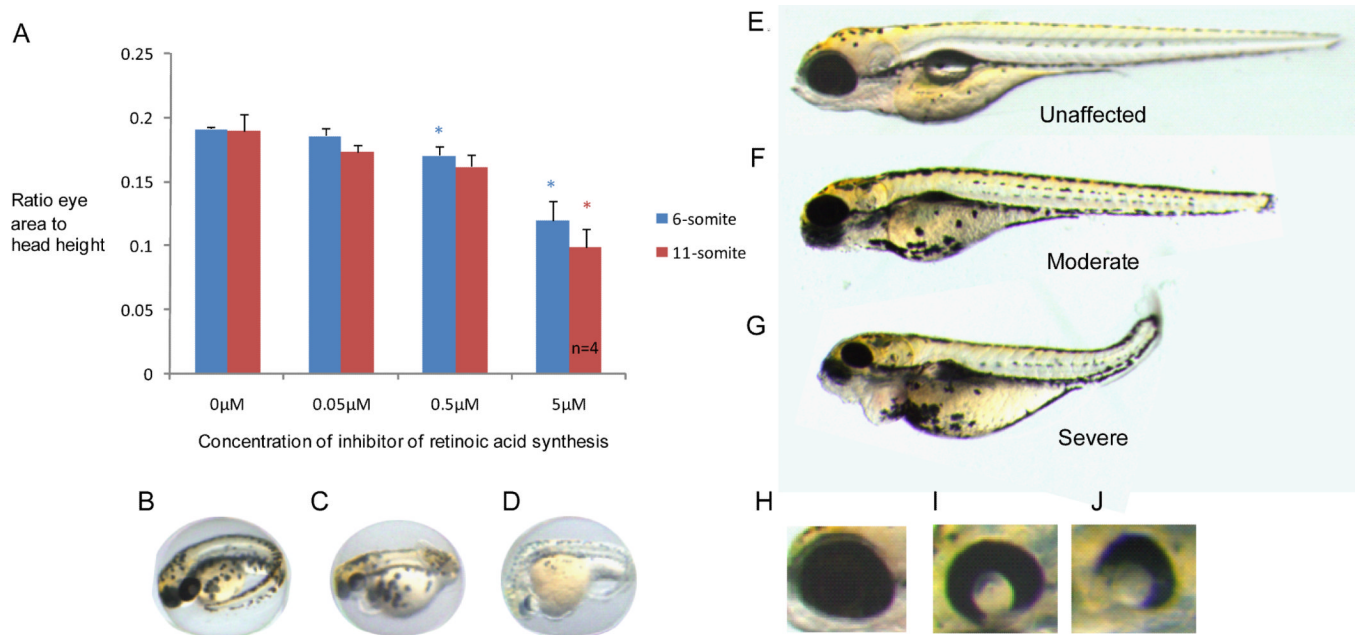 A
0.25
0.2
0.15
0.1
0.05
0
Ratio eye
area to
head height
*
*
*
n=4
6-somite
11-somite
0µM
0.05µM
0.5µM
5µM
Concentration of inhibitor of retinoic acid synthesis
B
C
D
E
Unaffected
F
Moderate
G
Severe
H
I
J